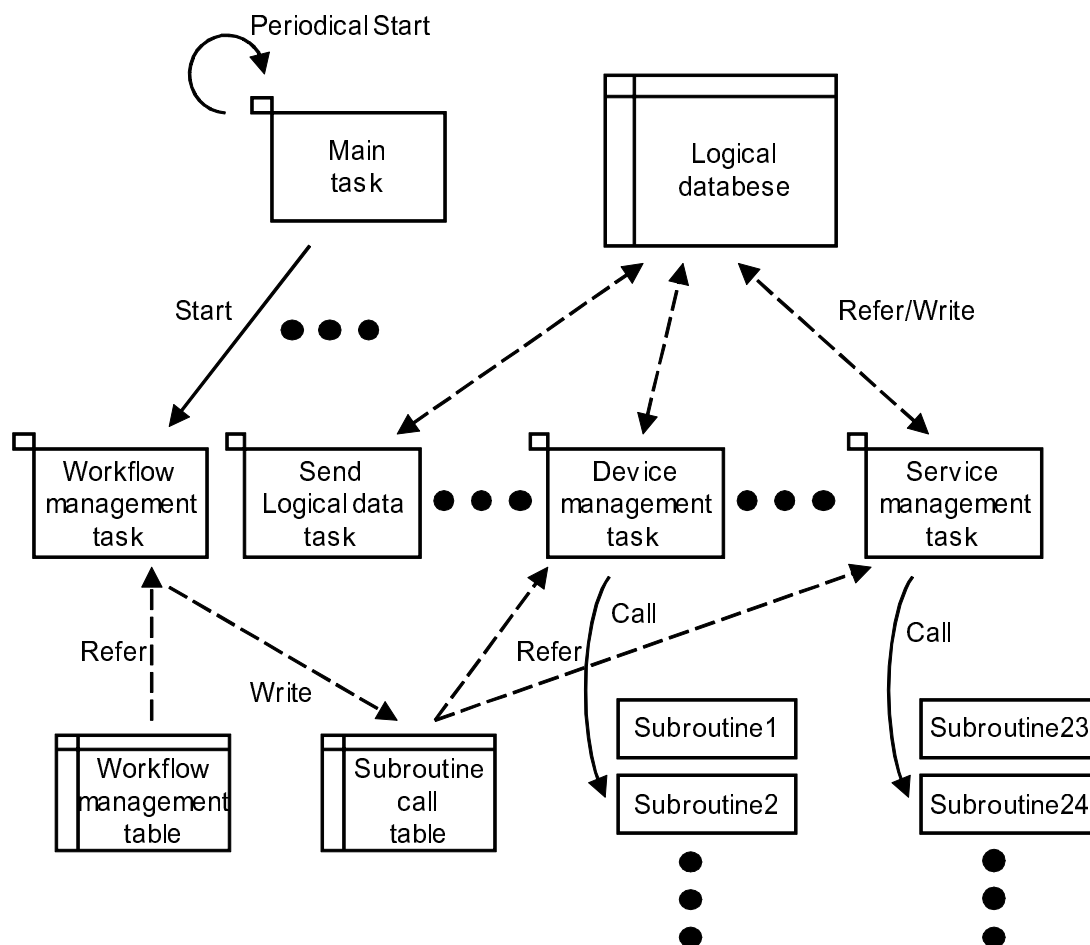 Periodical Start
Main
task
Logical
databese
Start
Refer/Write
Workflow
management
task
Send
Logical data
task
Device
management
task
Service
management
task
Refer
Write
Refer
Call
Call
Workflow
management
table
Subroutine
call
table
Subroutine1
Subroutine2
Subroutine23
Subroutine24